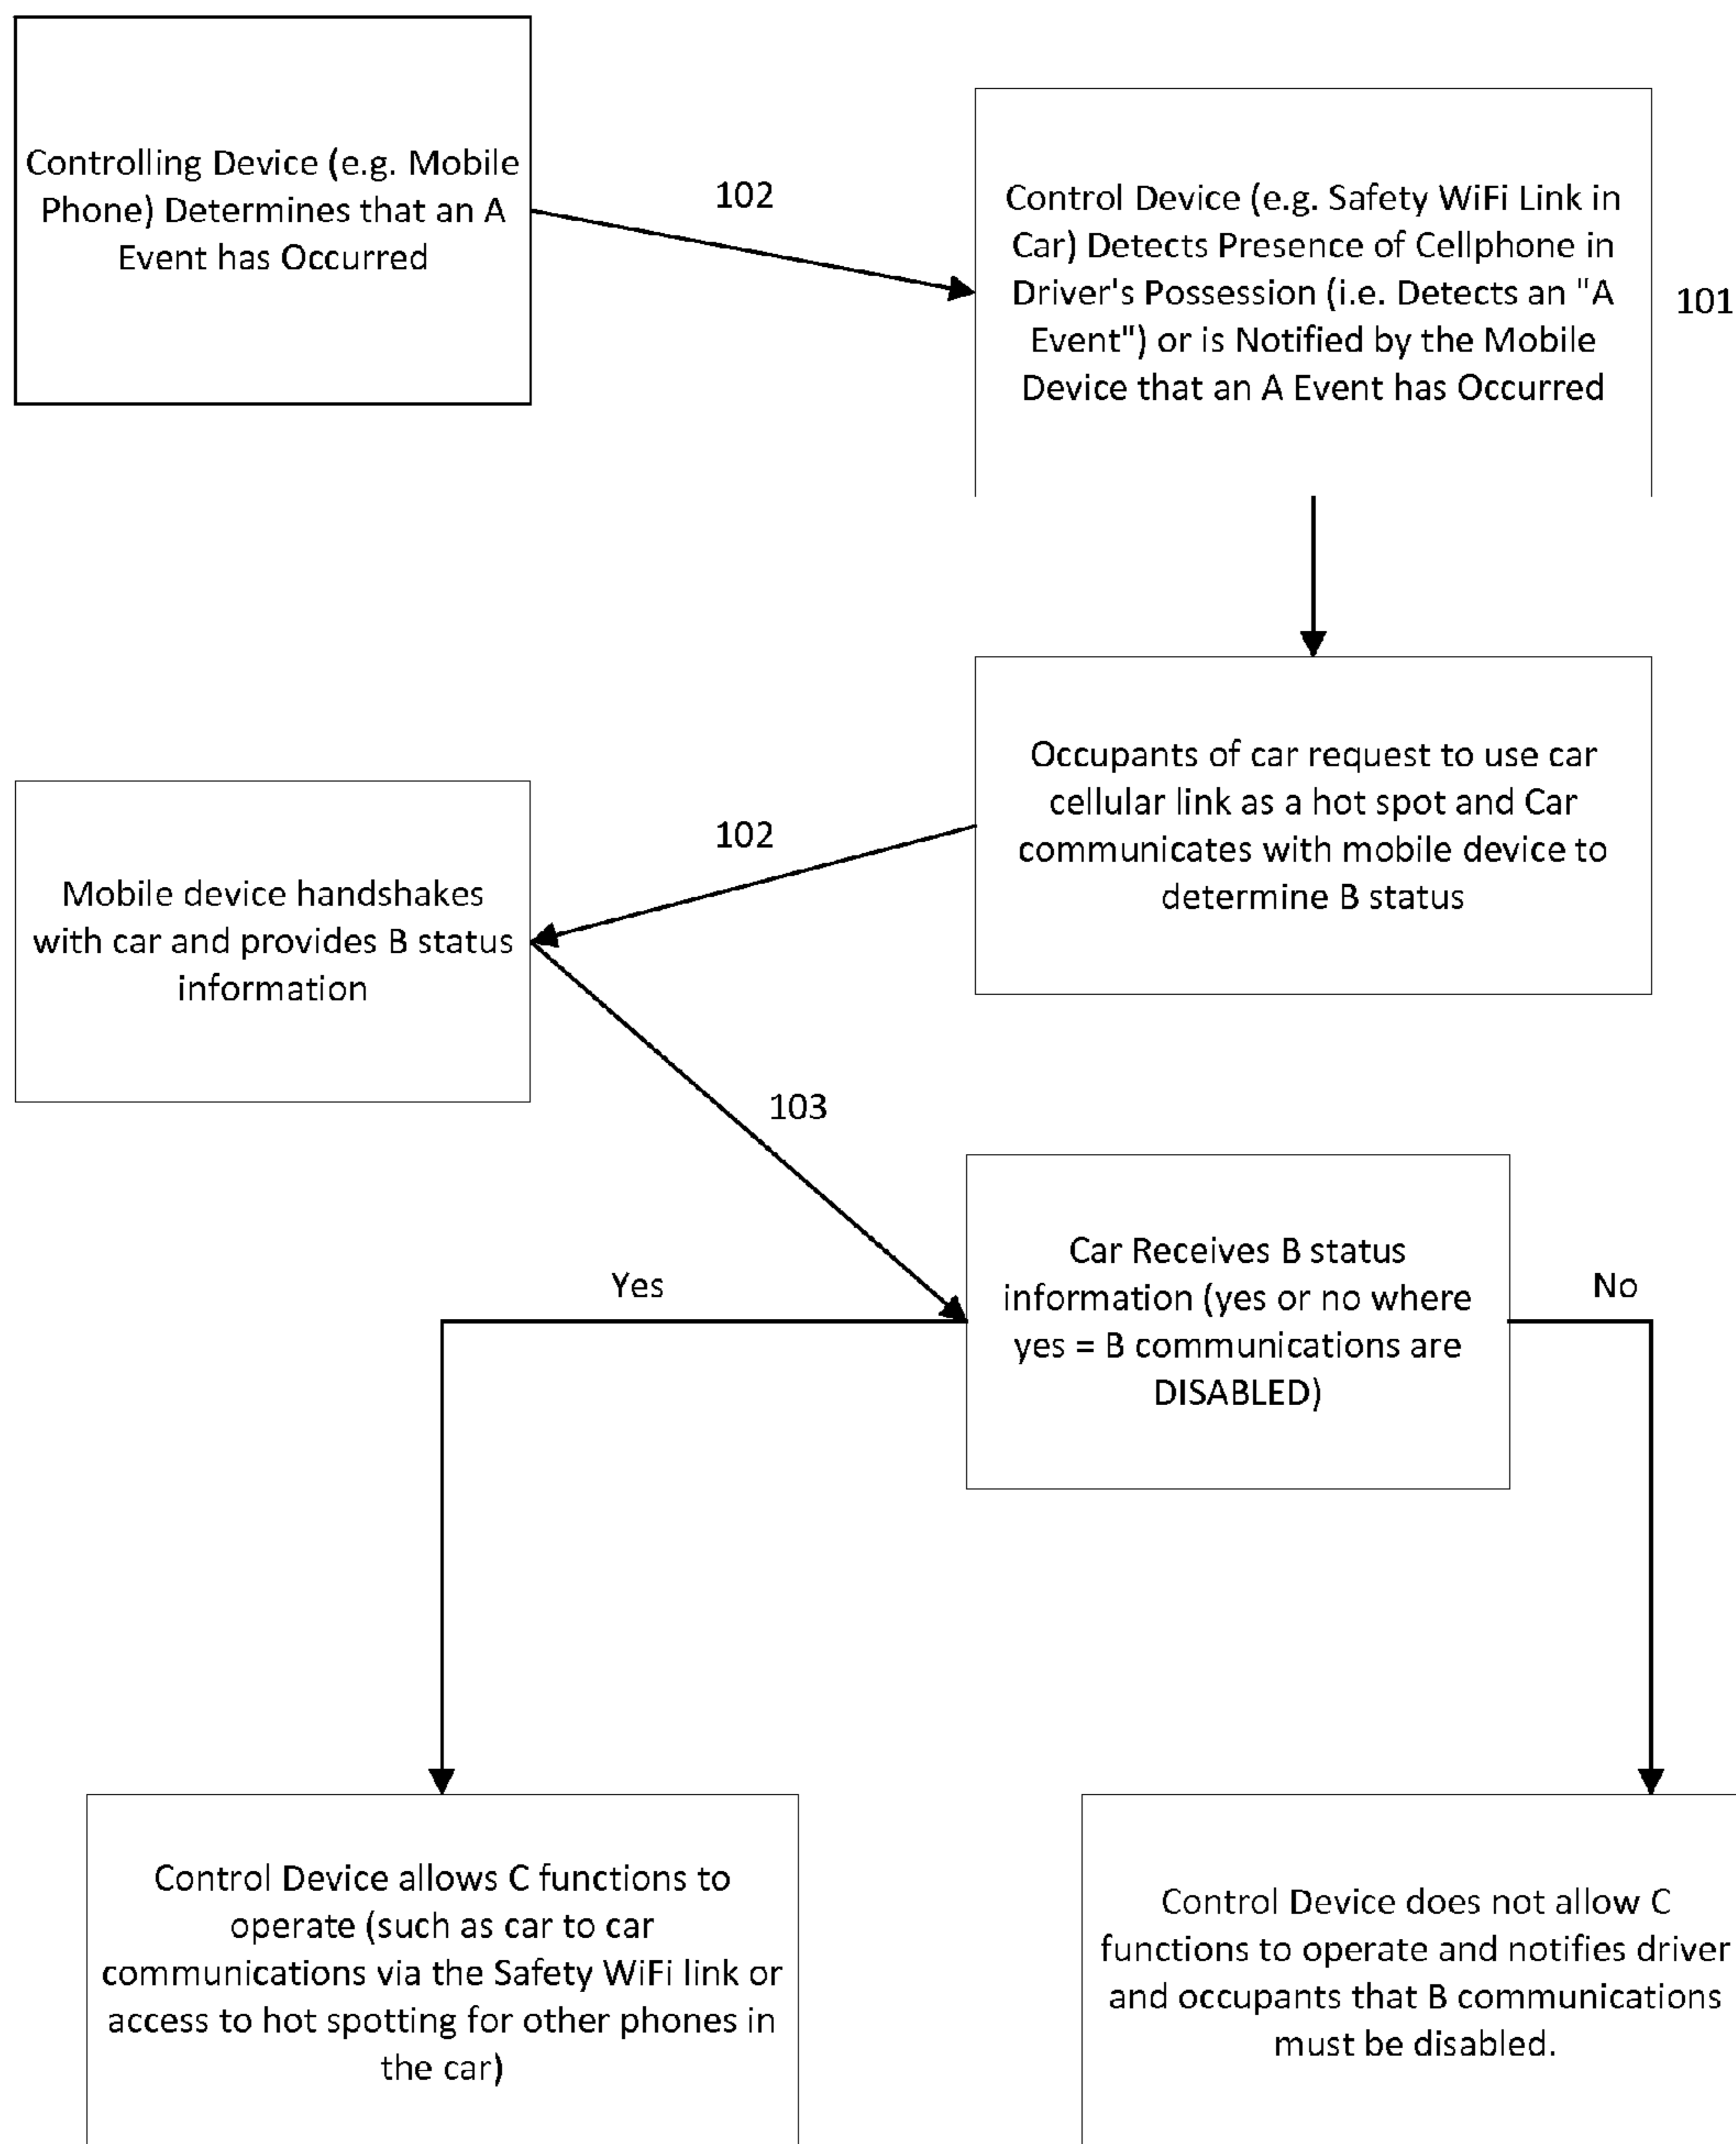 Controlling Device (e.g. Mobile
Phone) Determines that an A
Event has Occurred
102
Control Device (e.g. Safety WiFi Link in
Car) Detects Presence of Cellphone in
Driver's Possession (i.e. Detects an "A
Event") or is Notified by the Mobile
Device that an A Event has Occurred
101
Occupants of car request to use car
cellular link as a hot spot and Car
communicates with mobile device to
determine B status
102
Mobile device handshakes
with car and provides B status
information
103
Car Receives B status
information (yes or no where
yes = B communications are
DISABLED)
Yes
No
Control Device allows C functions to
operate (such as car to car
communications via the Safety WiFi link or
access to hot spotting for other phones in
the car)
Control Device does not allow C
functions to operate and notifies driver
and occupants that B communications
must be disabled.